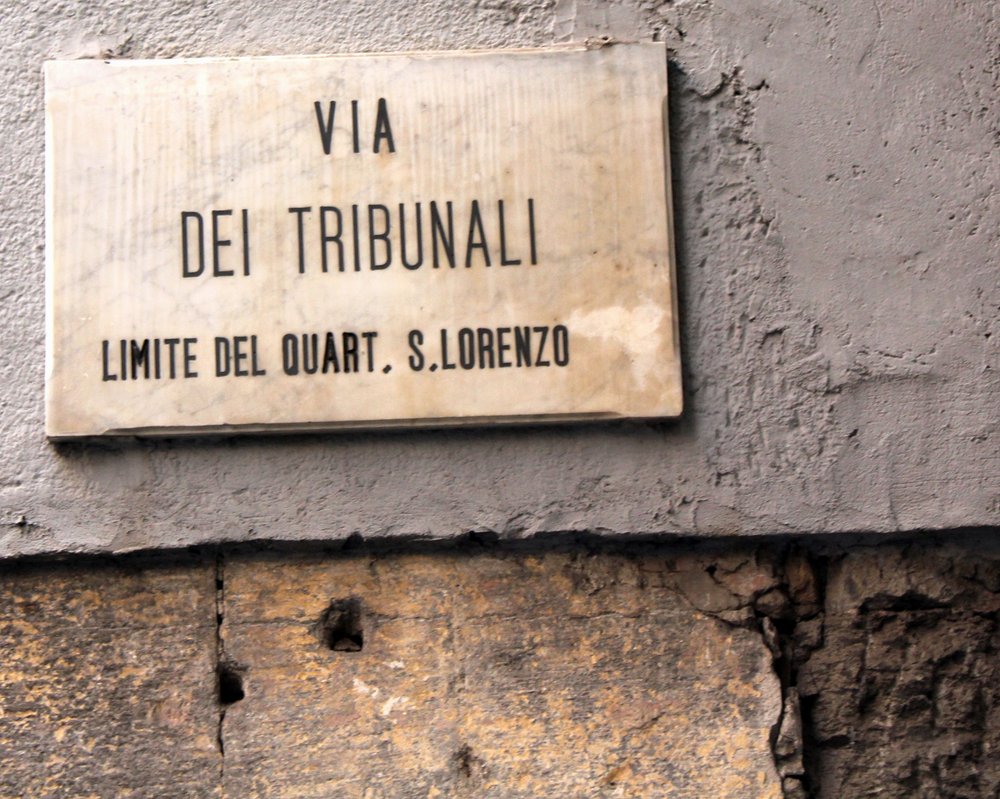 VIA
DEI TRIBUNALI
LIMITE DEL QUART. S.LORENZO